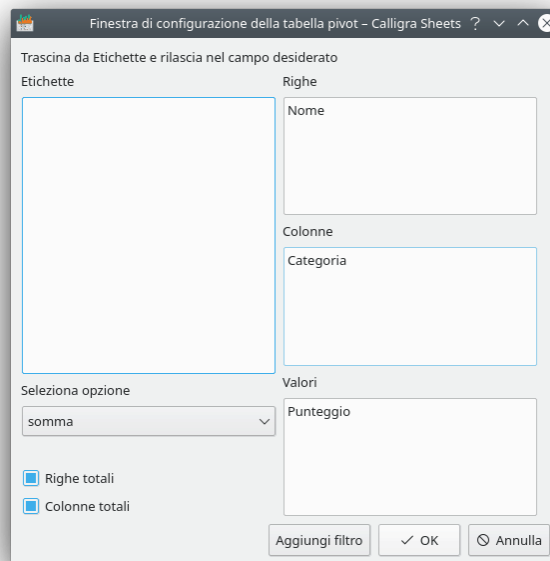 Finestra di configurazione della tabella pivot – Calligra Sheets
Trascina da Etichette e rilascia nel campo desiderato
Etichette
Righe
Nome
Colonne
Categoria
Seleziona opzione
somma
Valori
Punteggio
Righe totali
Colonne totali
Aggiungi filtro
OK
Annulla